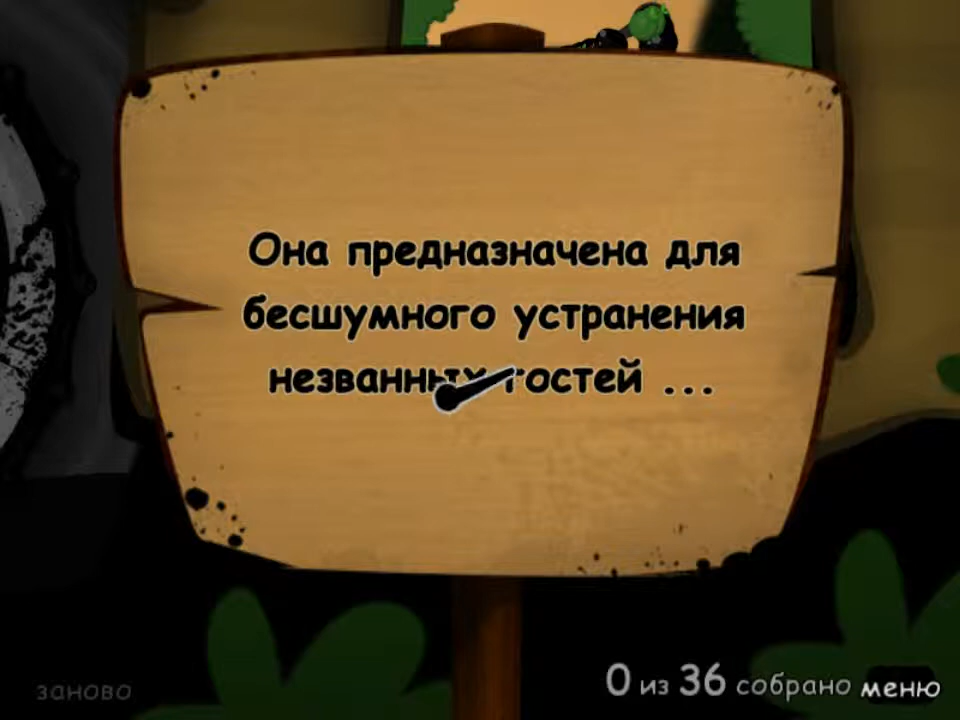 Она предназначена для
бесшумного устранения
незванных гостей ...
заново
0 из 36 собрано
меню